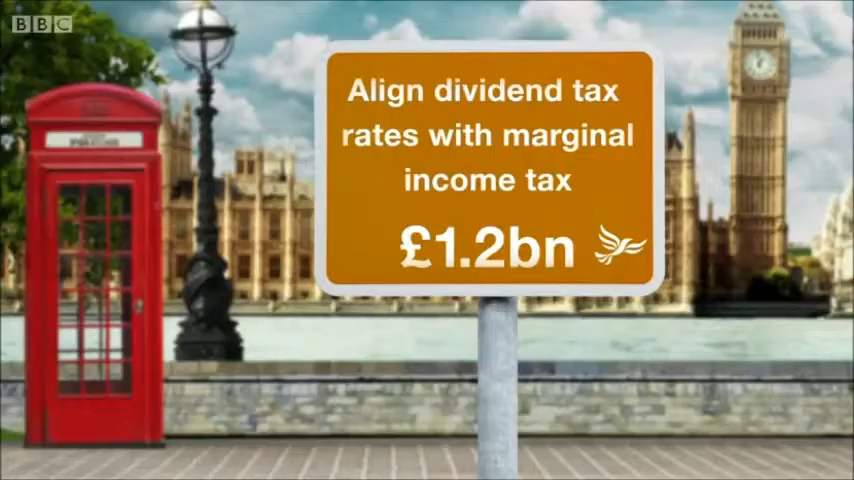 BBC
Align dividend tax
rates with marginal
income tax
£1.2bn